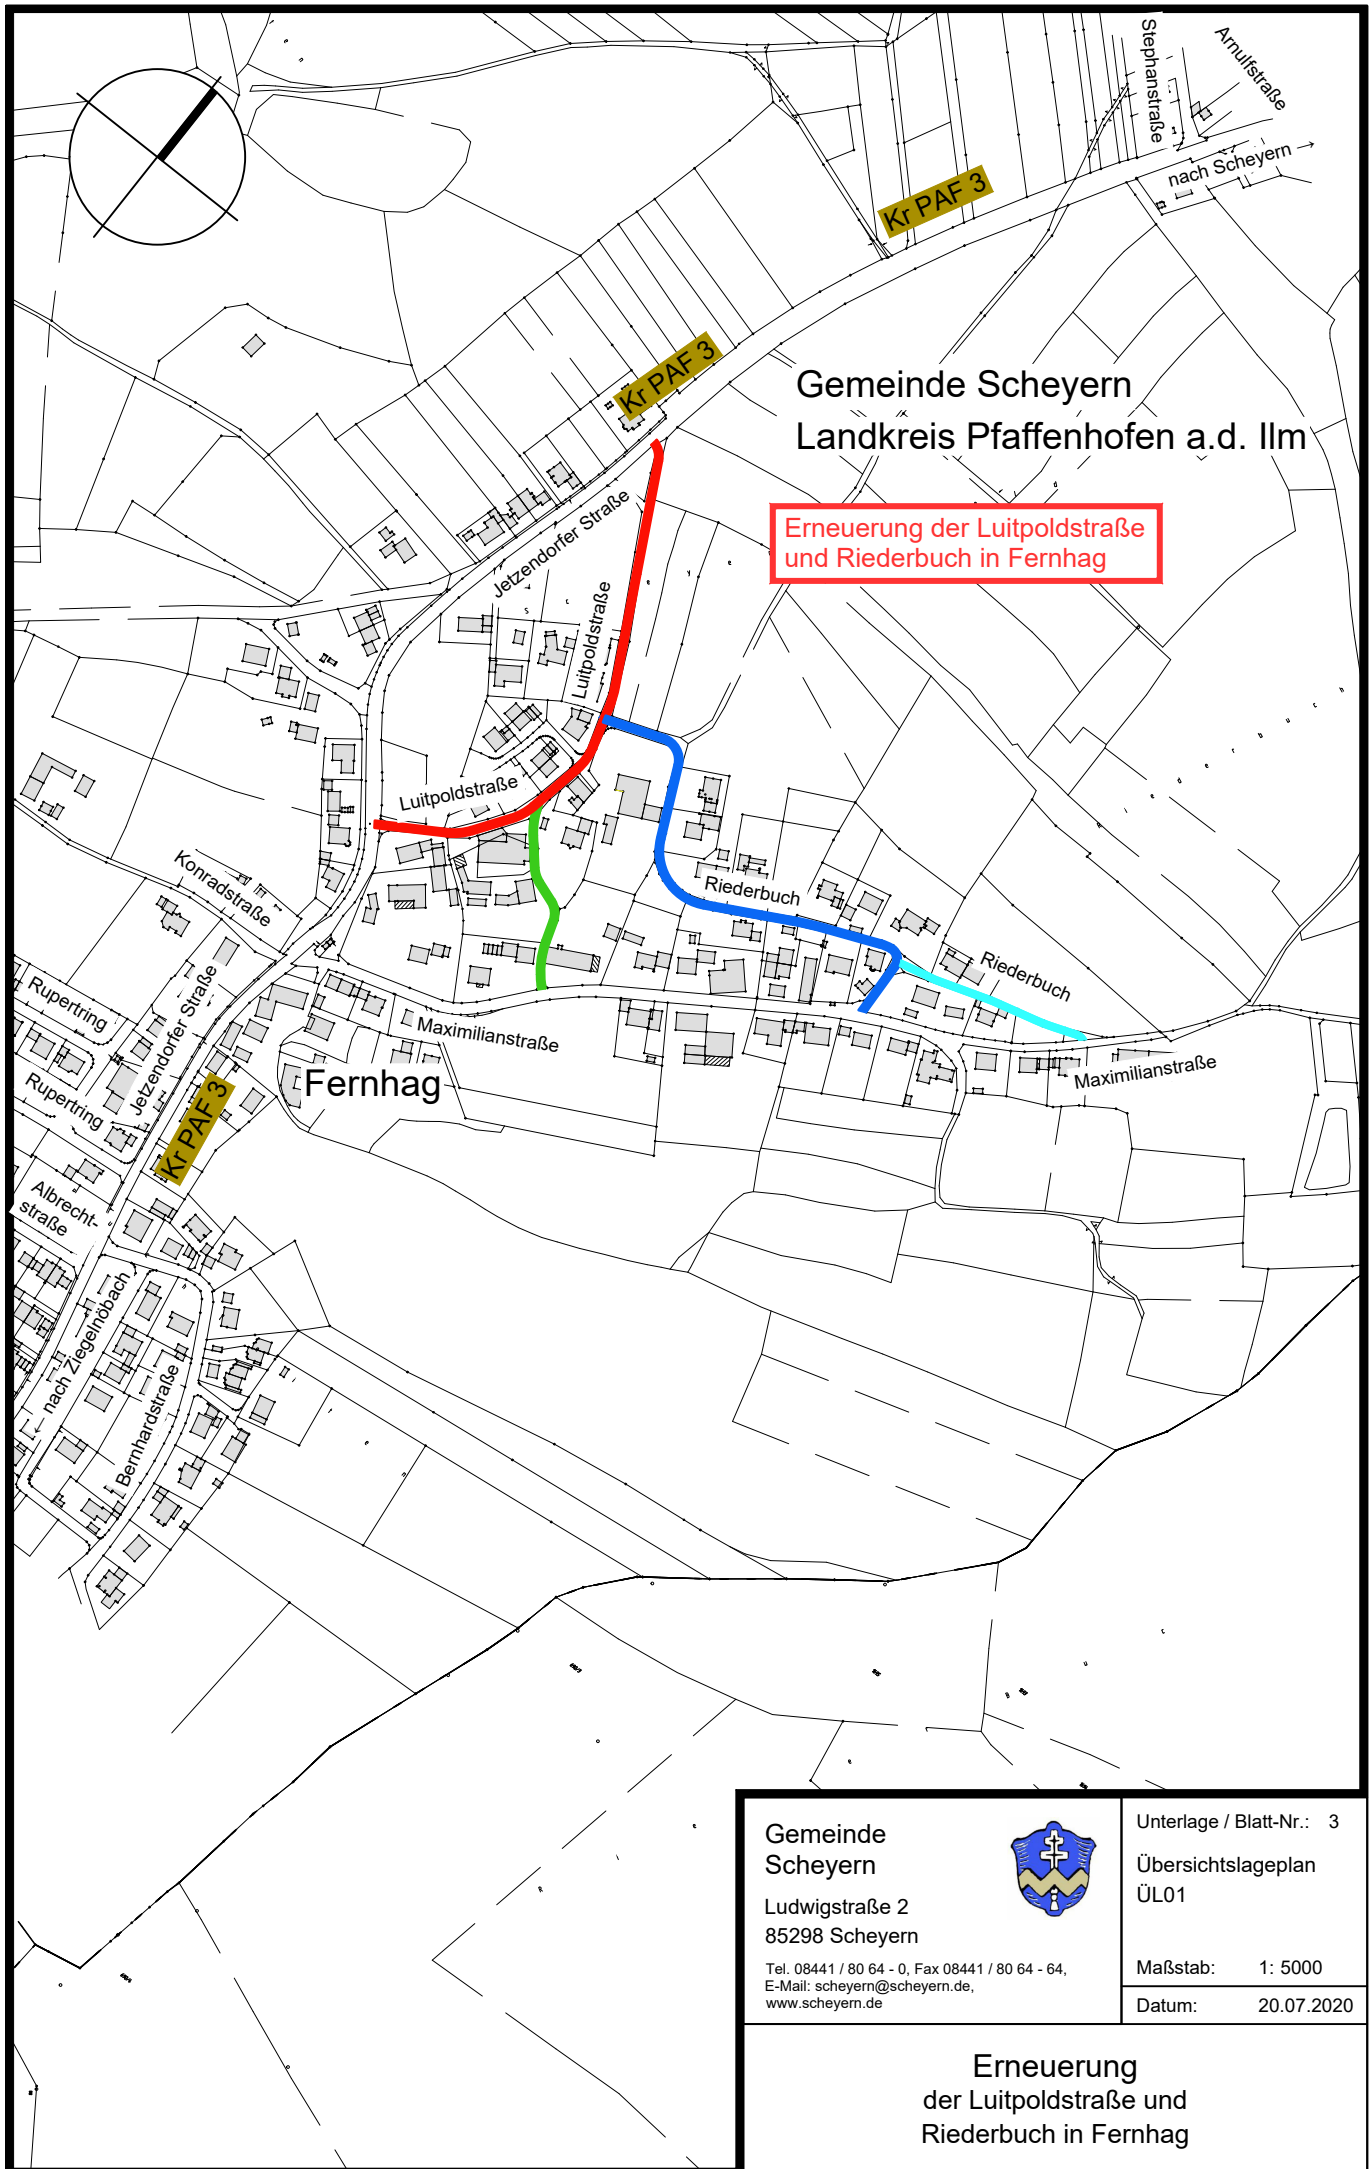 Stephanstraße
Arnulfstraße
nach Scheyern →
Kr PAF 3
Kr PAF 3
Gemeinde Scheyern
Landkreis Pfaffenhofen a.d. Ilm
Erneuerung der Luitpoldstraße
und Riederbuch in Fernhag
Jetzendorfer Straße
Luitpoldstraße
Luitpoldstraße
Konradstraße
Riederbuch
Riederbuch
Rupertring
Jetzendorfer Straße
Maximilianstraße
Maximilianstraße
Rupertring
Fernhag
Kr PAF 3
Albrecht-
straße
← nach Ziegelnöbach
Bernhardstraße
Gemeinde
Scheyern
Ludwigstraße 2
85298 Scheyern
Tel. 08441 / 80 64 - 0, Fax 08441 / 80 64 - 64,
E-Mail: scheyern@scheyern.de,
www.scheyern.de
Unterlage / Blatt-Nr.: 3
Übersichtslageplan
ÜL01
Maßstab: 1: 5000
Datum: 20.07.2020
Erneuerung
der Luitpoldstraße und
Riederbuch in Fernhag